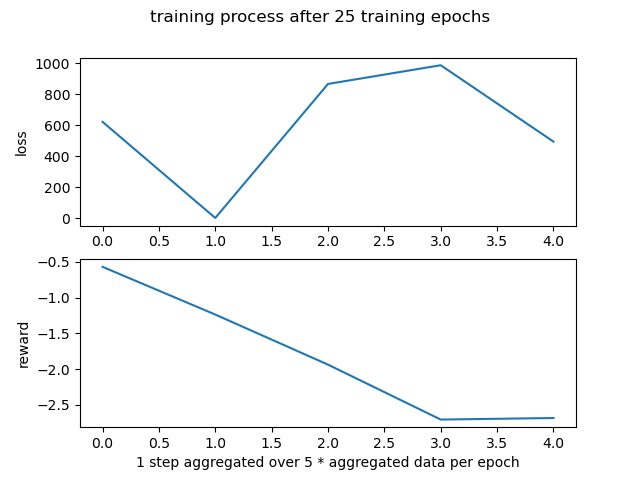 training process after 25 training epochs
1000
800
600
400
200
0
loss
0.0 0.5 1.0 1.5 2.0 2.5 3.0 3.5 4.0
−0.5
−1.0
−1.5
−2.0
−2.5
reward
0.0 0.5 1.0 1.5 2.0 2.5 3.0 3.5 4.0
1 step aggregated over 5 * aggregated data per epoch